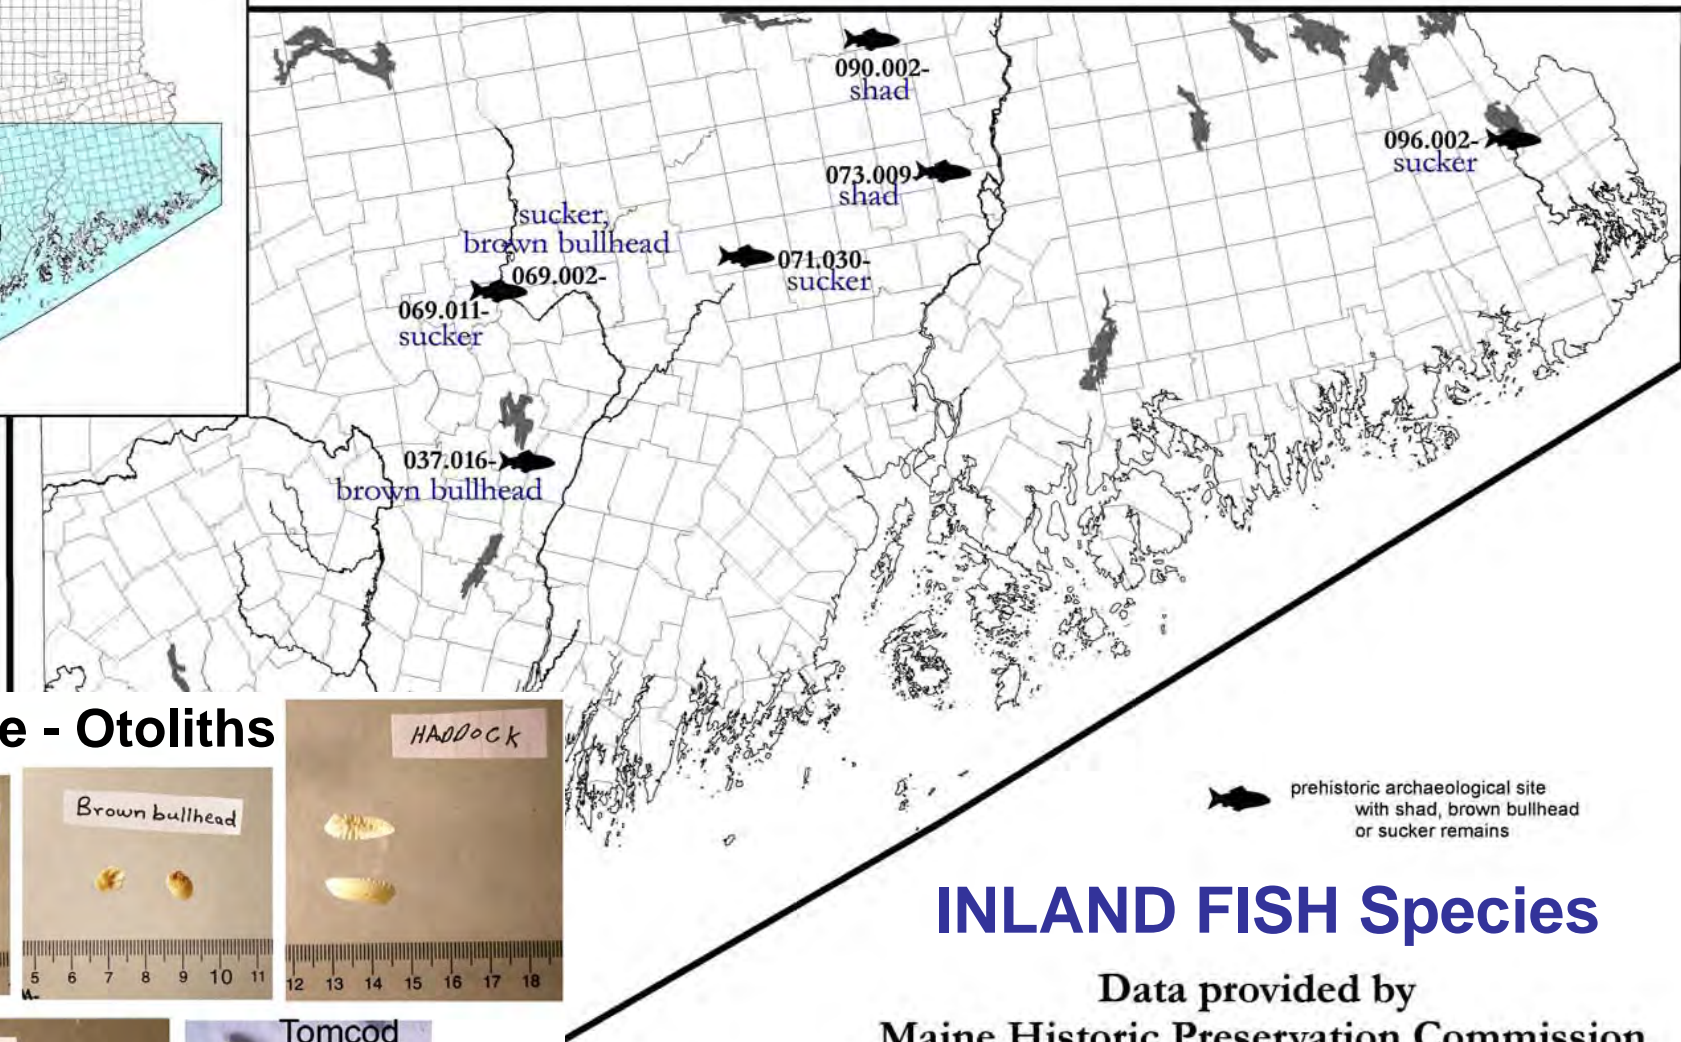 090.002-
shad
096.002-
sucker
073.009-
shad
sucker,
brown bullhead
069.002-
071.030-
sucker
069.011-
sucker
037.016-
brown bullhead
e - Otoliths
HADDOCK
Brown bullhead
5 6 7 8 9 10 11
12 13 14 15 16 17 18
Tomcod
prehistoric archaeological site
with shad, brown bullhead
or sucker remains
INLAND FISH Species
Data provided by
Maine Historic Preservation Commission